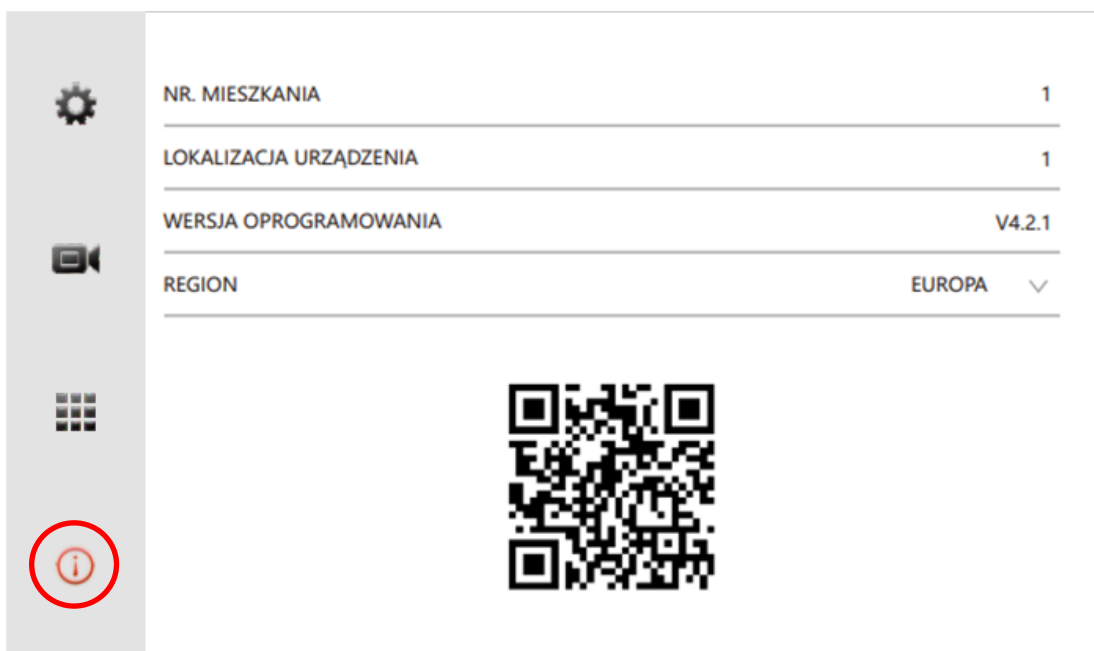 NR. MIESZKANIA 1
LOKALIZACJA URZĄDZENIA 1
WERSJA OPROGRAMOWANIA V4.2.1
REGION EUROPA